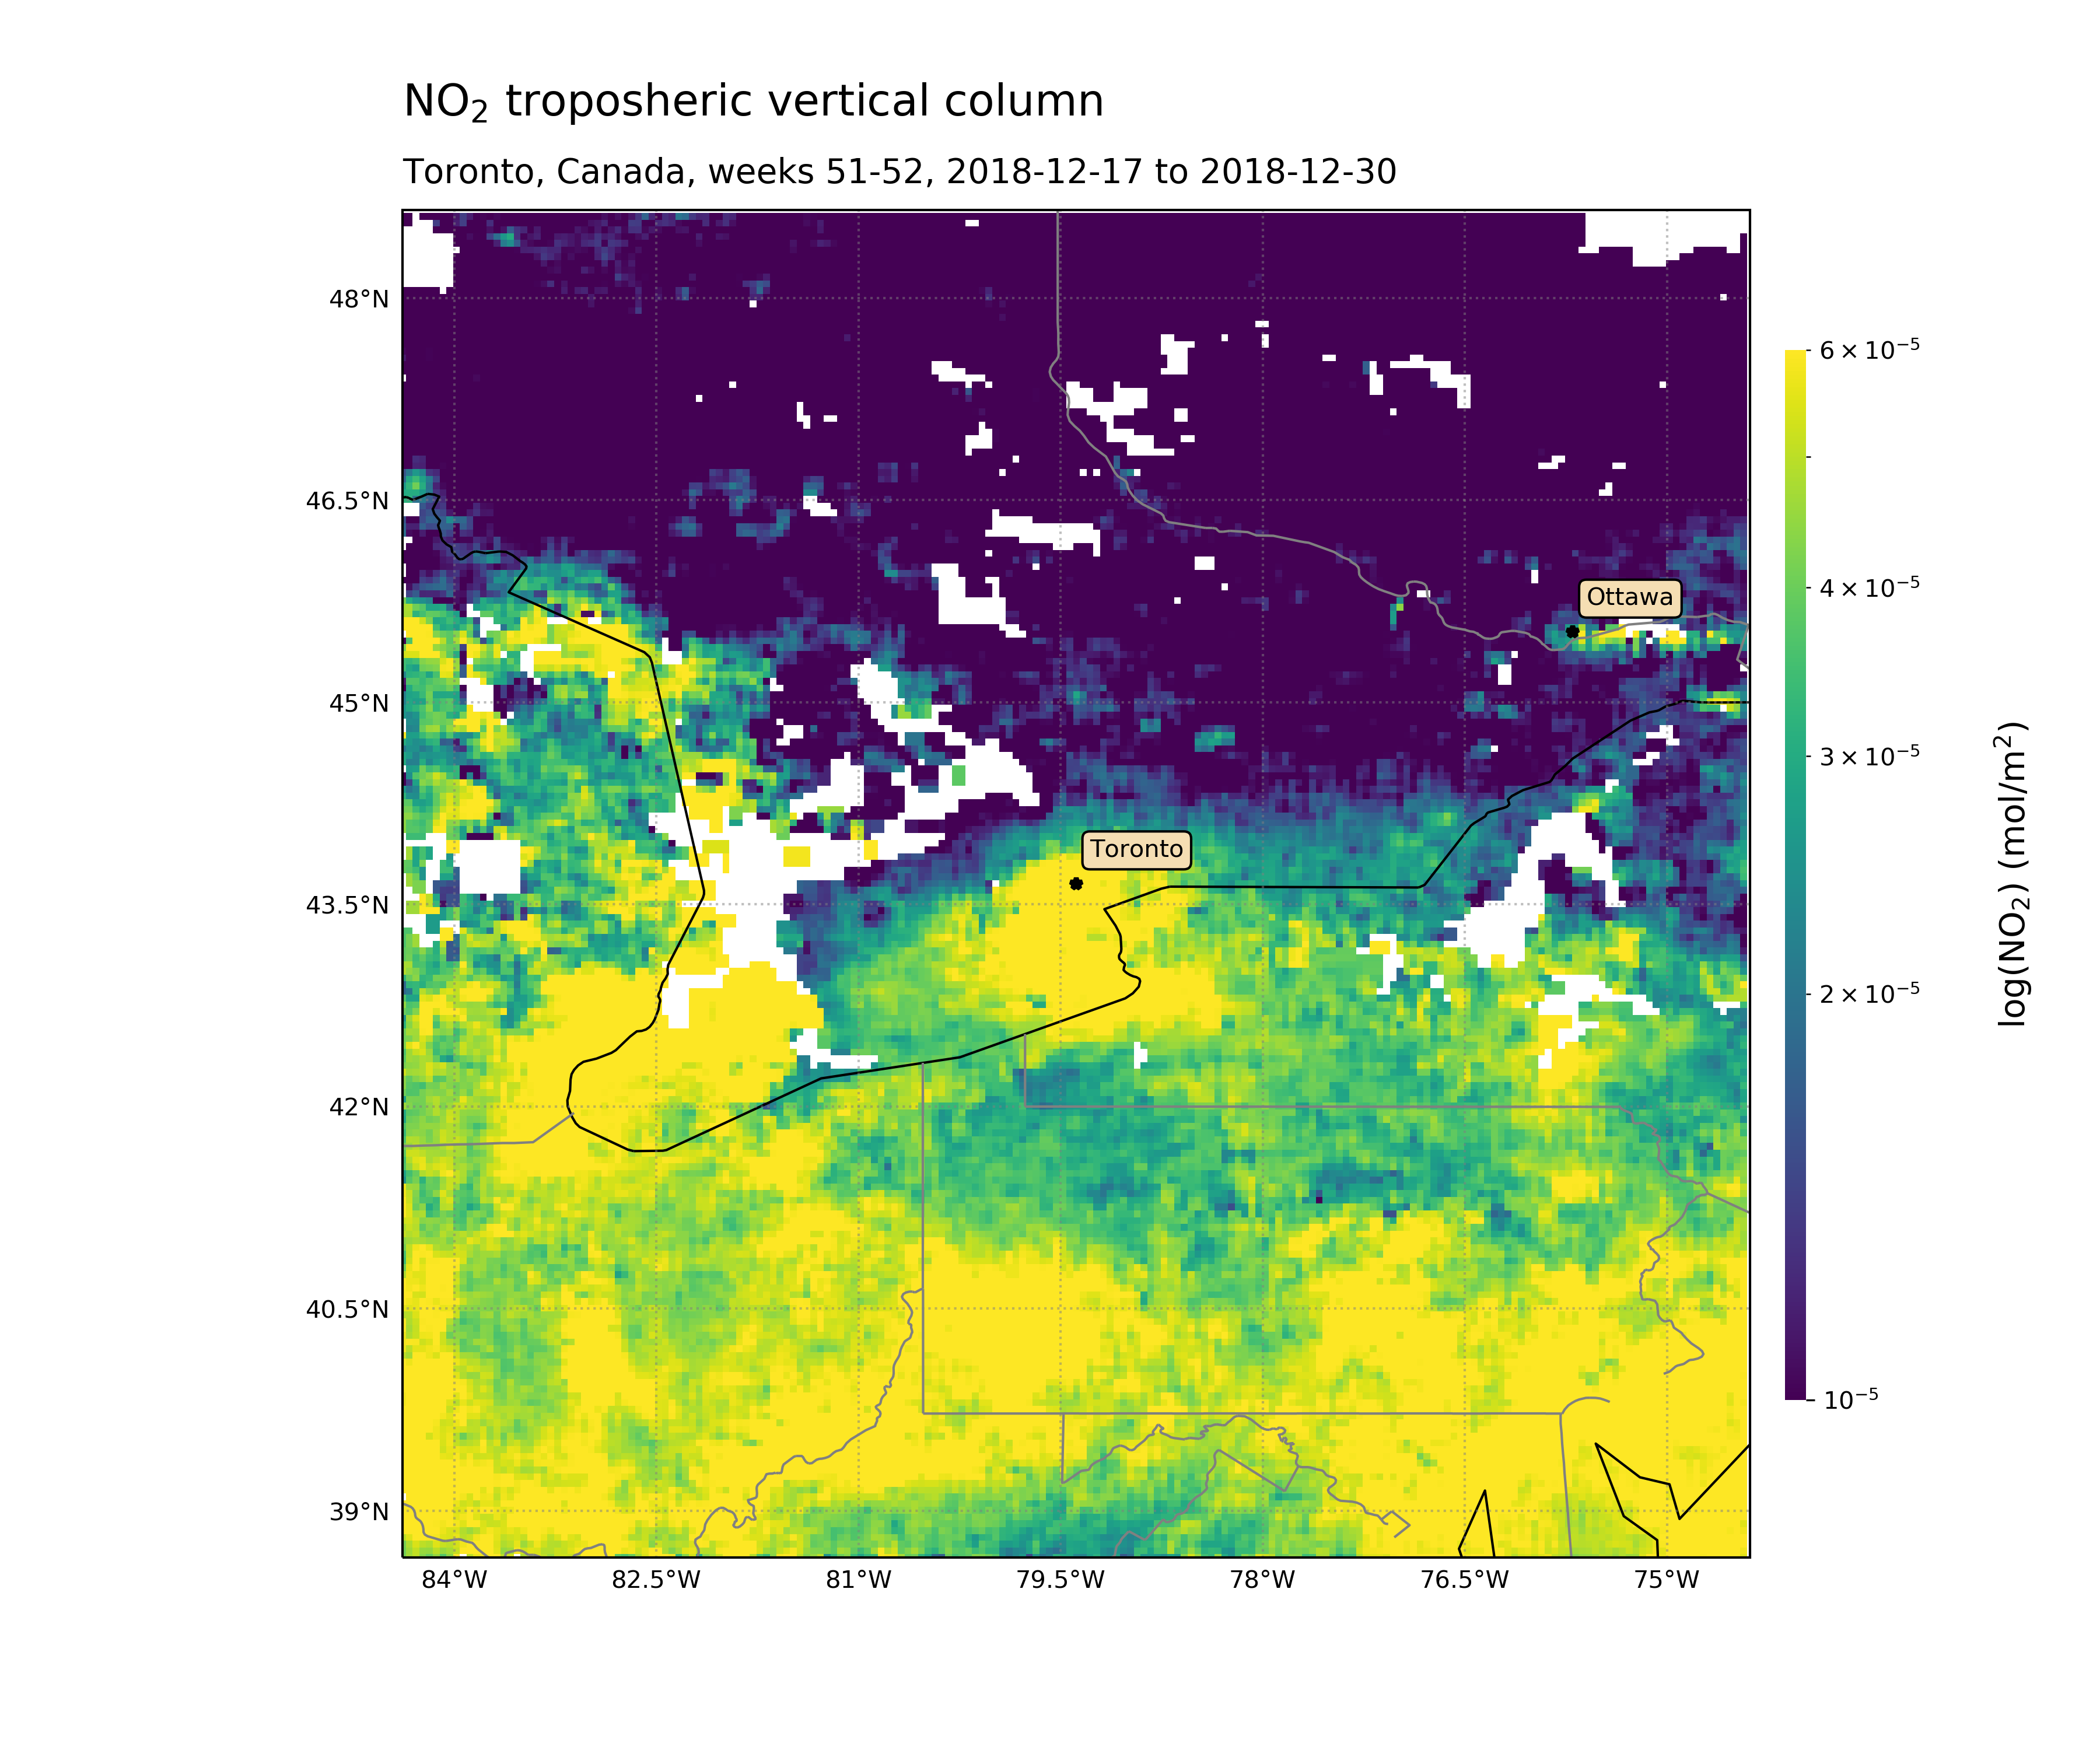 NO₂ troposheric vertical column
Toronto, Canada, weeks 51-52, 2018-12-17 to 2018-12-30
48°N
46.5°N
45°N
43.5°N
42°N
40.5°N
39°N
84°W 82.5°W 81°W 79.5°W 78°W 76.5°W 75°W
Ottawa
Toronto
6 × 10⁻⁵
4 × 10⁻⁵
3 × 10⁻⁵
2 × 10⁻⁵
10⁻⁵
log(NO₂) (mol/m²)